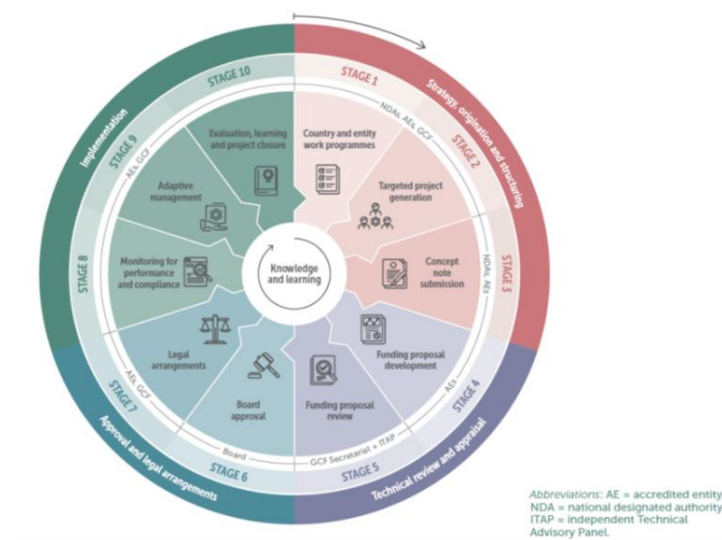 STAGE 1
STAGE 2
STAGE 3
STAGE 4
STAGE 5
STAGE 6
STAGE 7
STAGE 8
STAGE 9
STAGE 10
Strategy, origination and structuring
Technical review and appraisal
Approval and legal arrangements
Implementation
NDAs, AEs, GCF
NDAs, AEs
AEs
GCF Secretariat + ITAP
Board
AEs, GCF
AEs, GCF
Country and entity
work programmes
Targeted project
generation
Concept
note
submission
Funding proposal
development
Funding proposal
review
Board
approval
Legal
arrangements
Monitoring for
performance
and compliance
Adaptive
management
Evaluation, learning
and project closure
Knowledge
and learning
Abbreviations: AE = accredited entity
NDA = national designated authority
ITAP = independent Technical
Advisory Panel.